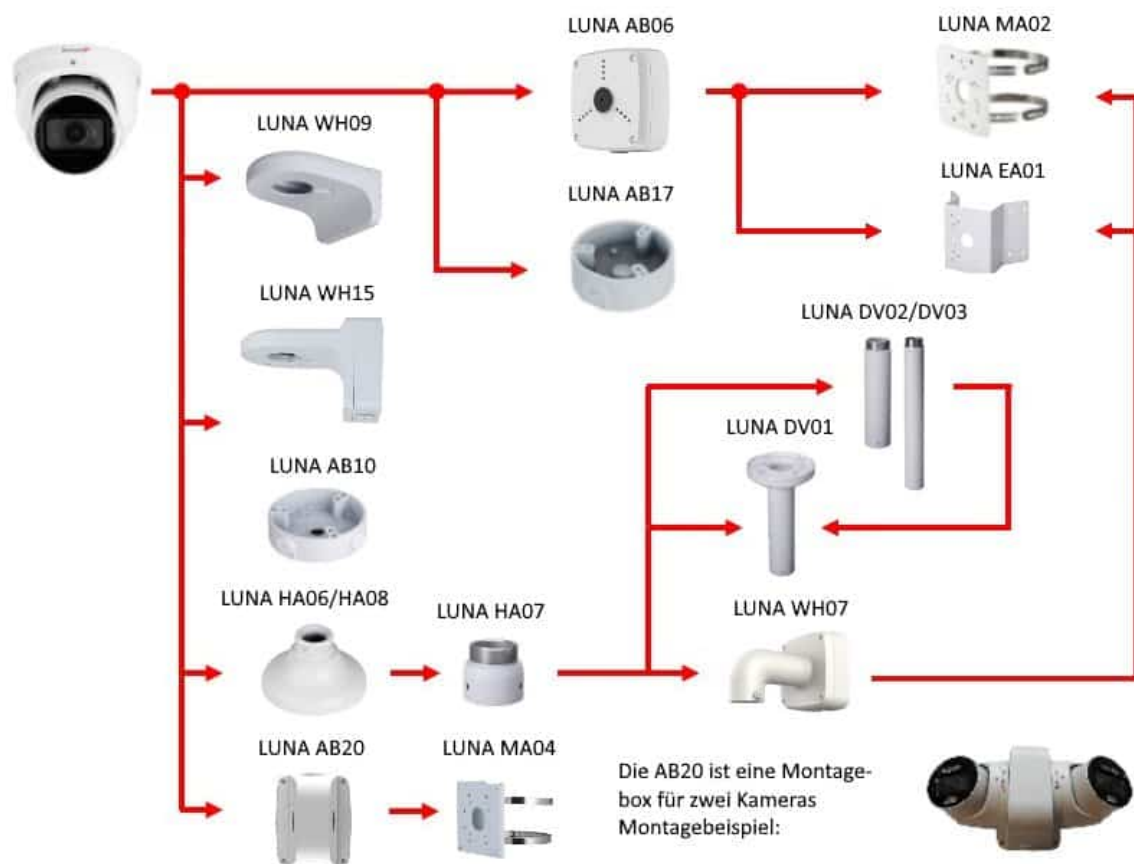 LUNA AB06
LUNA MA02
LUNA WH09
LUNA EA01
LUNA AB17
LUNA WH15
LUNA DV02/DV03
LUNA DV01
LUNA AB10
LUNA HA06/HA08
LUNA HA07
LUNA WH07
LUNA AB20
LUNA MA04
Die AB20 ist eine Montage-
box für zwei Kameras
Montagebeispiel: